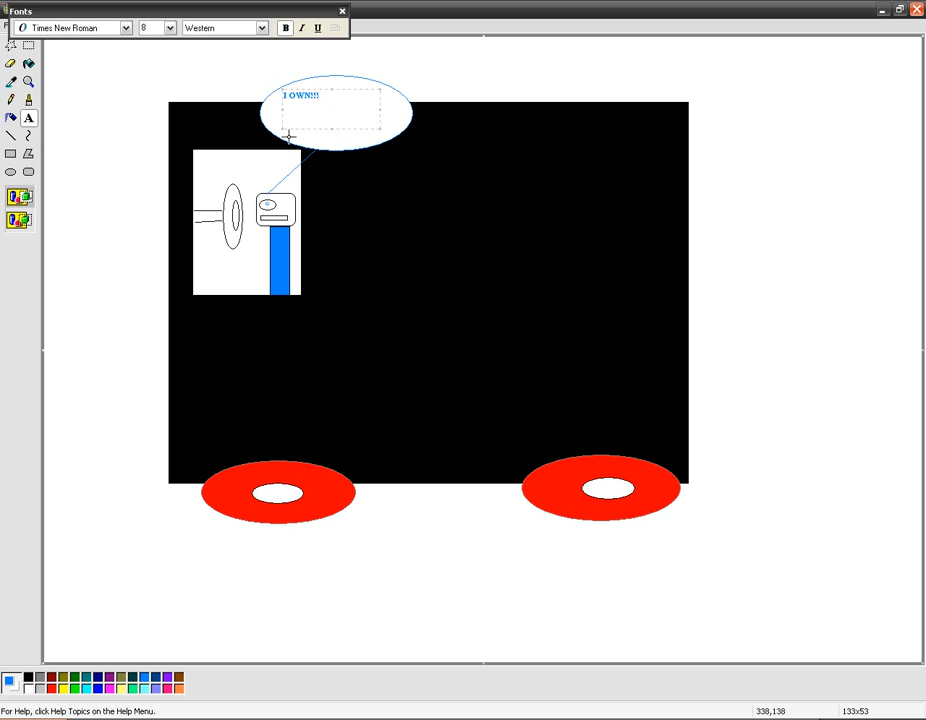 Fonts
Times New Roman 8 Western B I U
I OWN!!!
A
For Help, click Help Topics on the Help Menu. 338,138 133x53